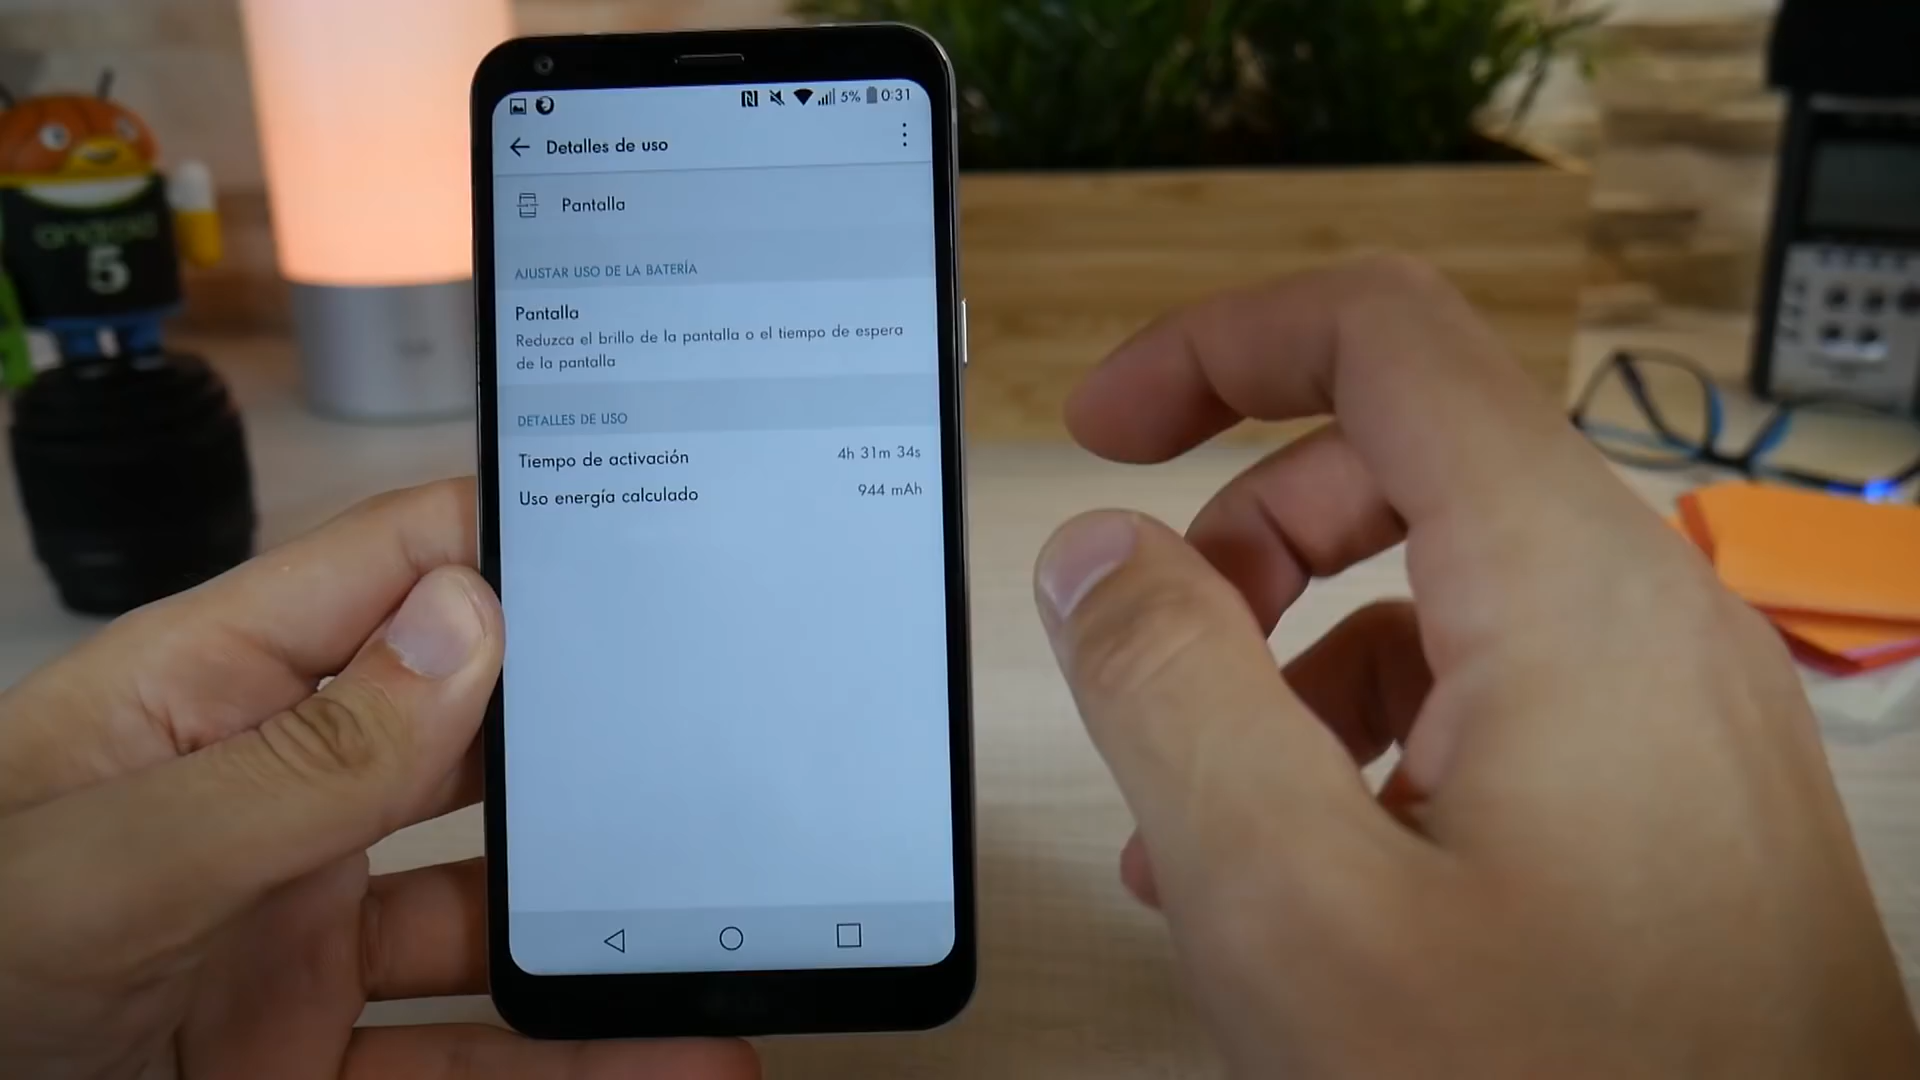 5% 0:31
Detalles de uso
Pantalla
AJUSTAR USO DE LA BATERÍA
Pantalla
Reduzca el brillo de la pantalla o el tiempo de espera
de la pantalla
DETALLES DE USO
Tiempo de activación 4h 31m 34s
Uso energía calculado 944 mAh
android
5